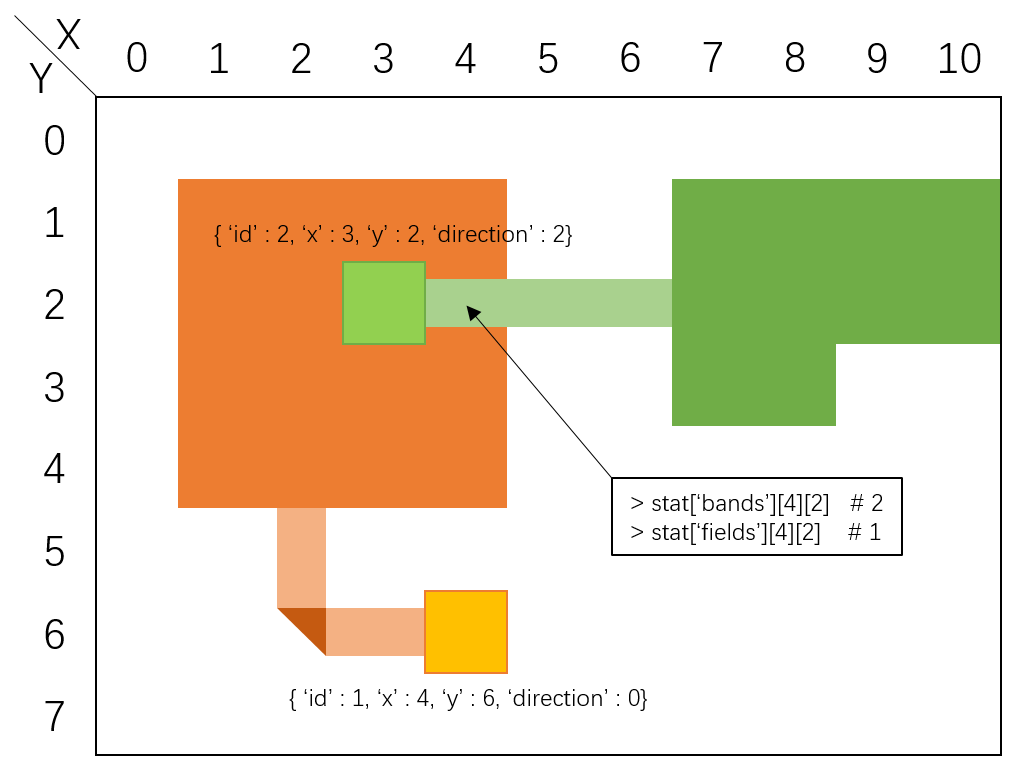 X
Y
0 1 2 3 4 5 6 7 8 9 10
0
1
{ ‘id’ : 2, ‘x’ : 3, ‘y’ : 2, ‘direction’ : 2}
2
3
4
> stat[‘bands’][4][2] # 2
> stat[‘fields’][4][2] # 1
5
6
{ ‘id’ : 1, ‘x’ : 4, ‘y’ : 6, ‘direction’ : 0}
7